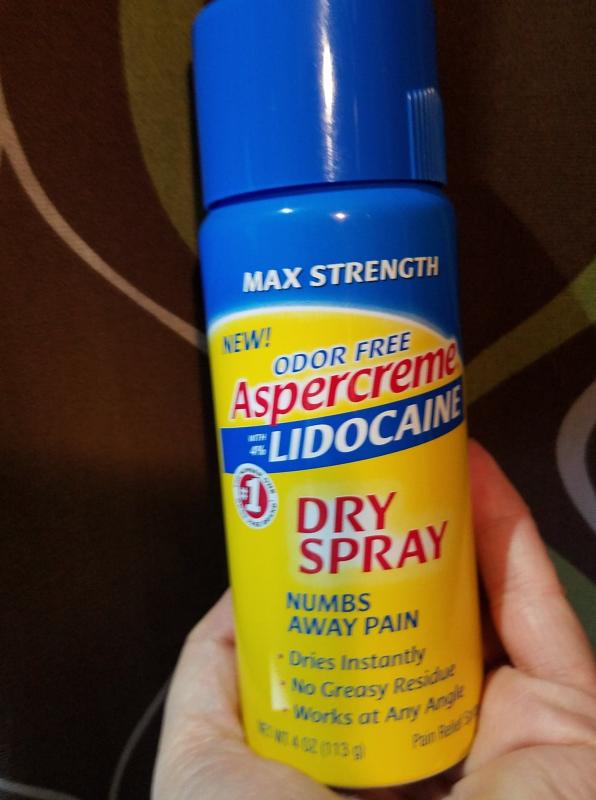 MAX STRENGTH
NEW!
ODOR FREE
Aspercreme
WITH
4%
LIDOCAINE
#1
DRY
SPRAY
NUMBS
AWAY PAIN
• Dries Instantly
• No Greasy Residue
• Works at Any Angle
NET WT 4 OZ (113 g)
Pain Relief